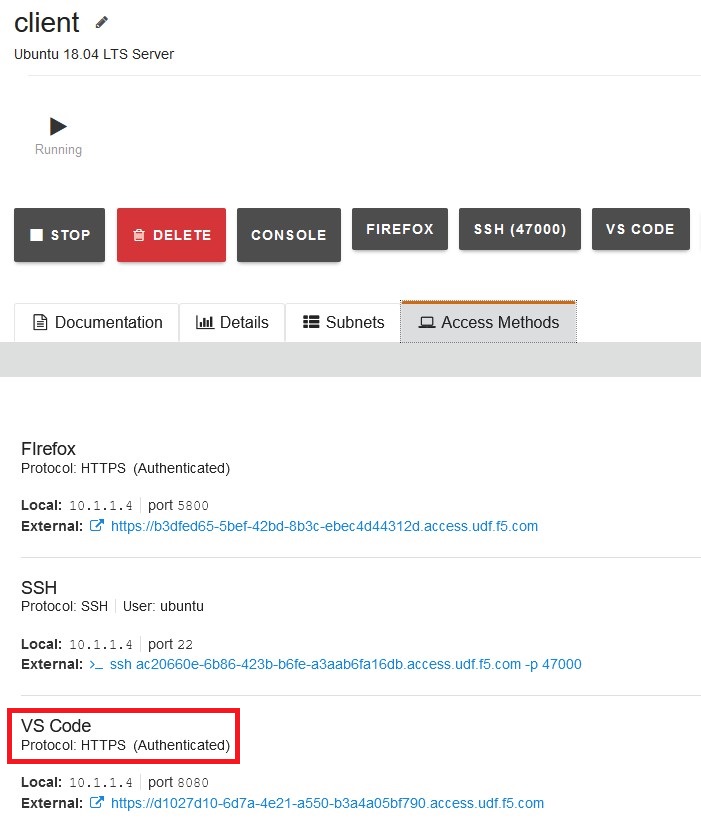 client
Ubuntu 18.04 LTS Server
Running
STOP DELETE CONSOLE FIREFOX SSH (47000) VS CODE
Documentation Details Subnets Access Methods
FIrefox
Protocol: HTTPS (Authenticated)
Local: 10.1.1.4 port 5800
External: https://b3dfed65-5bef-42bd-8b3c-ebec4d44312d.access.udf.f5.com
SSH
Protocol: SSH User: ubuntu
Local: 10.1.1.4 port 22
External: >_ ssh ac20660e-6b86-423b-b6fe-a3aab6fa16db.access.udf.f5.com -p 47000
VS Code
Protocol: HTTPS (Authenticated)
Local: 10.1.1.4 port 8080
External: https://d1027d10-6d7a-4e21-a550-b3a4a05bf790.access.udf.f5.com